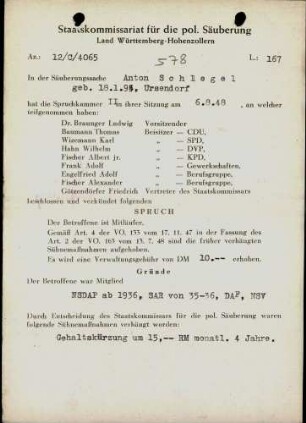 Staatskommissariat für die pol. Säuberung
Land Württemberg-Hohenzollern
Az.: 12/O/4065 578 L.: 167
In der Säuberungssache Anton Schlegel
geb. 18.1.9 , Ursendorf
hat die Spruchkammer II in ihrer Sitzung am 6.8.48 , an welcher
teilgenommen haben:
Dr. Braunger Ludwig Vorsitzender
Baumann Thomas Beisitzer — CDU,
Wizemann Karl „ — SPD,
Hahn Wilhelm „ — DVP,
Fischer Albert jr. „ — KPD,
Frank Adolf „ — Gewerkschaften,
Engelfried Adolf „ — Berufsgruppe,
Fischer Alexander „ — Berufsgruppe,
Götzendörfer Friedrich Vertreter des Staatskommissars
beschlossen und verkündet folgenden
SPRUCH
Der Betroffene ist Mitläufer.
Gemäß Art. 4 der VO. 133 vom 17. 11. 47 in der Fassung des
Art. 2 der VO. 165 vom 13. 7. 48 sind die früher verhängten
Sühnemaßnahmen aufgehoben.
Es wird eine Verwaltungsgebühr von DM 10.-- erhoben.
Gründe
Der Betroffene war Mitglied
NSDAP ab 1936, SAR von 35-36, DAF, NSV
Durch Entscheidung des Staatskommissars für die pol. Säuberung waren
folgende Sühnemaßnahmen verhängt worden:
Gehaltskürzung um 15,-- RM monatl. 4 Jahre.